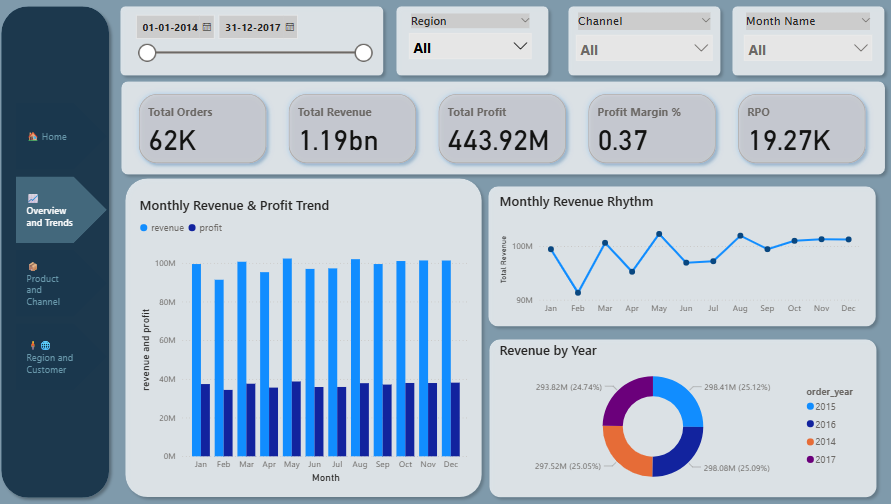 01-01-2014
31-12-2017
Region
All
Channel
All
Month Name
All
Home
Overview
and Trends
Product
and
Channel
Region and
Customer
Total Orders
62K
Total Revenue
1.19bn
Total Profit
443.92M
Profit Margin %
0.37
RPO
19.27K
Monthly Revenue & Profit Trend
revenue profit
revenue and profit
100M
80M
60M
40M
20M
0M
Jan Feb Mar Apr May Jun Jul Aug Sep Oct Nov Dec
Month
Monthly Revenue Rhythm
Total Revenue
100M
90M
Jan Feb Mar Apr May Jun Jul Aug Sep Oct Nov Dec
Revenue by Year
293.82M (24.74%)
298.41M (25.12%)
297.52M (25.05%)
298.08M (25.09%)
order_year
2015
2016
2014
2017